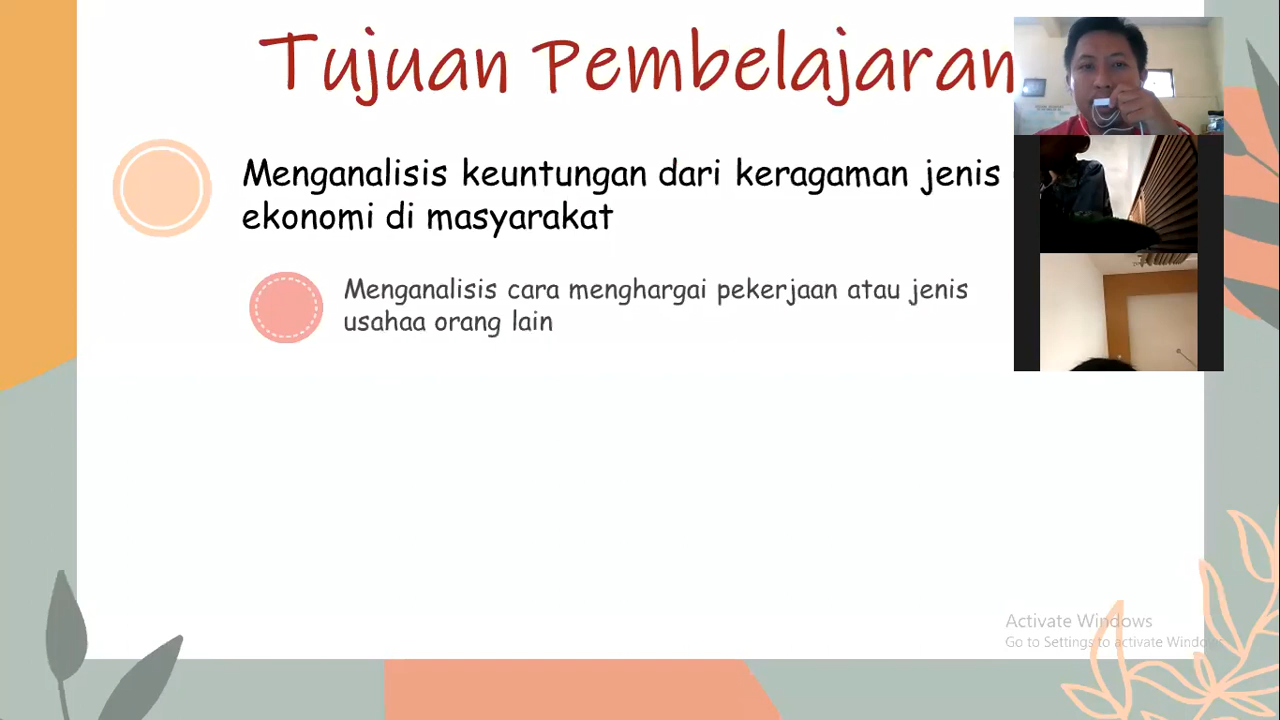 Tujuan Pembelajaran
Menganalisis keuntungan dari keragaman jenis
ekonomi di masyarakat
Menganalisis cara menghargai pekerjaan atau jenis
usahaa orang lain
Activate Windows
Go to Settings to activate Windows